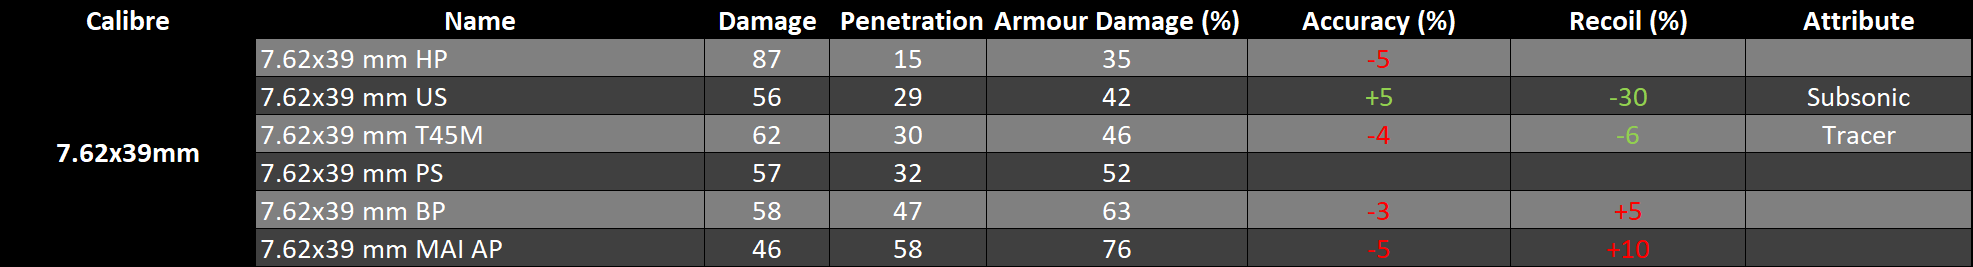 Calibre Name Damage Penetration Armour Damage (%) Accuracy (%) Recoil (%) Attribute
7.62x39 mm HP 87 15 35 -5
7.62x39 mm US 56 29 42 +5 -30 Subsonic
7.62x39 mm T45M 62 30 46 -4 -6 Tracer
7.62x39mm
7.62x39 mm PS 57 32 52
7.62x39 mm BP 58 47 63 -3 +5
7.62x39 mm MAI AP 46 58 76 -5 +10